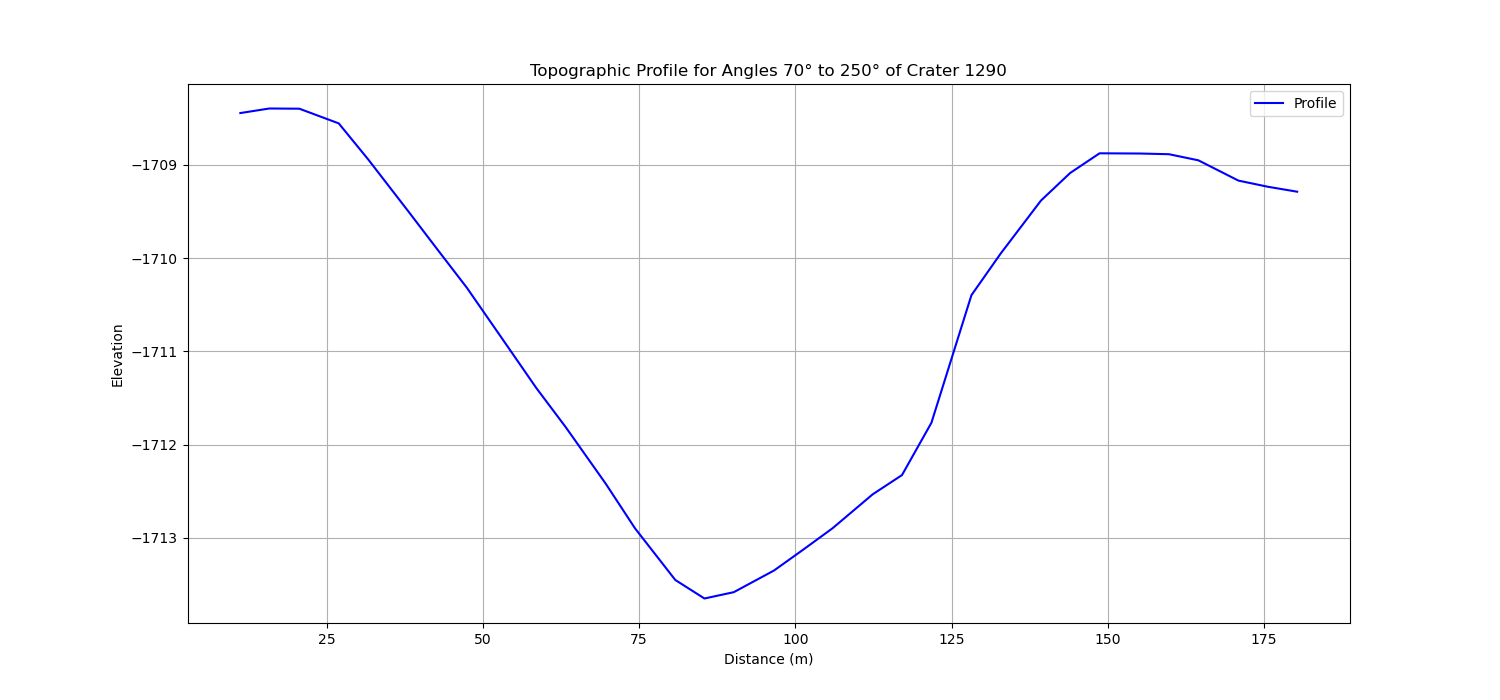 Topographic Profile for Angles 70° to 250° of Crater 1290
Profile
−1709
−1710
−1711
−1712
−1713
Elevation
25 50 75 100 125 150 175
Distance (m)